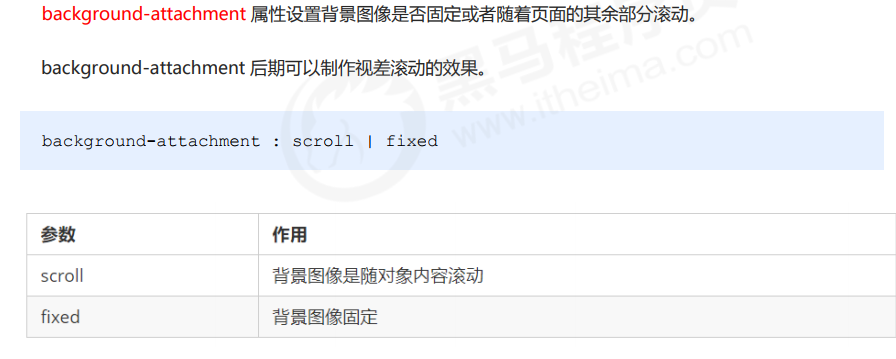 background-attachment 属性设置背景图像是否固定或者随着页面的其余部分滚动。
background-attachment 后期可以制作视差滚动的效果。
黑马程序员
www.itheima.com
background-attachment : scroll | fixed
参数 作用
scroll 背景图像是随对象内容滚动
fixed 背景图像固定